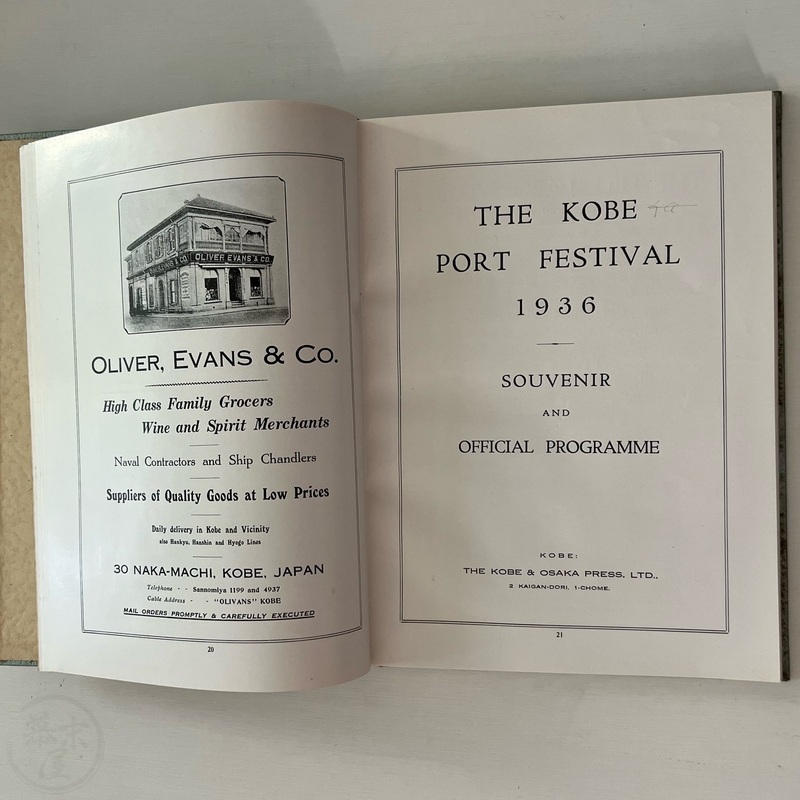 OLIVER EVANS & CO.
OLIVER, EVANS & CO.
High Class Family Grocers
Wine and Spirit Merchants
Naval Contractors and Ship Chandlers
Suppliers of Quality Goods at Low Prices
Daily delivery in Kobe and Vicinity
also Hankyu, Hanshin and Hyogo Lines
30 NAKA-MACHI, KOBE, JAPAN
Telephone - - Sannomiya 1199 and 4937
Cable Address - - "OLIVANS" KOBE
MAIL ORDERS PROMPTLY & CAREFULLY EXECUTED
20
THE KOBE
PORT FESTIVAL
1936
SOUVENIR
AND
OFFICIAL PROGRAMME
KOBE:
THE KOBE & OSAKA PRESS, LTD.,
2 KAIGAN-DORI, 1-CHOME.
21
幕末屋